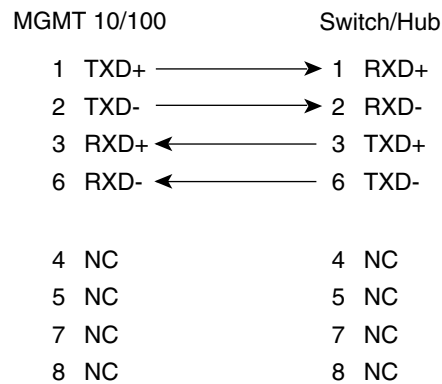 MGMT 10/100 Switch/Hub
1 TXD+ 1 RXD+
2 TXD- 2 RXD-
3 RXD+ 3 TXD+
6 RXD- 6 TXD-
4 NC 4 NC
5 NC 5 NC
7 NC 7 NC
8 NC 8 NC